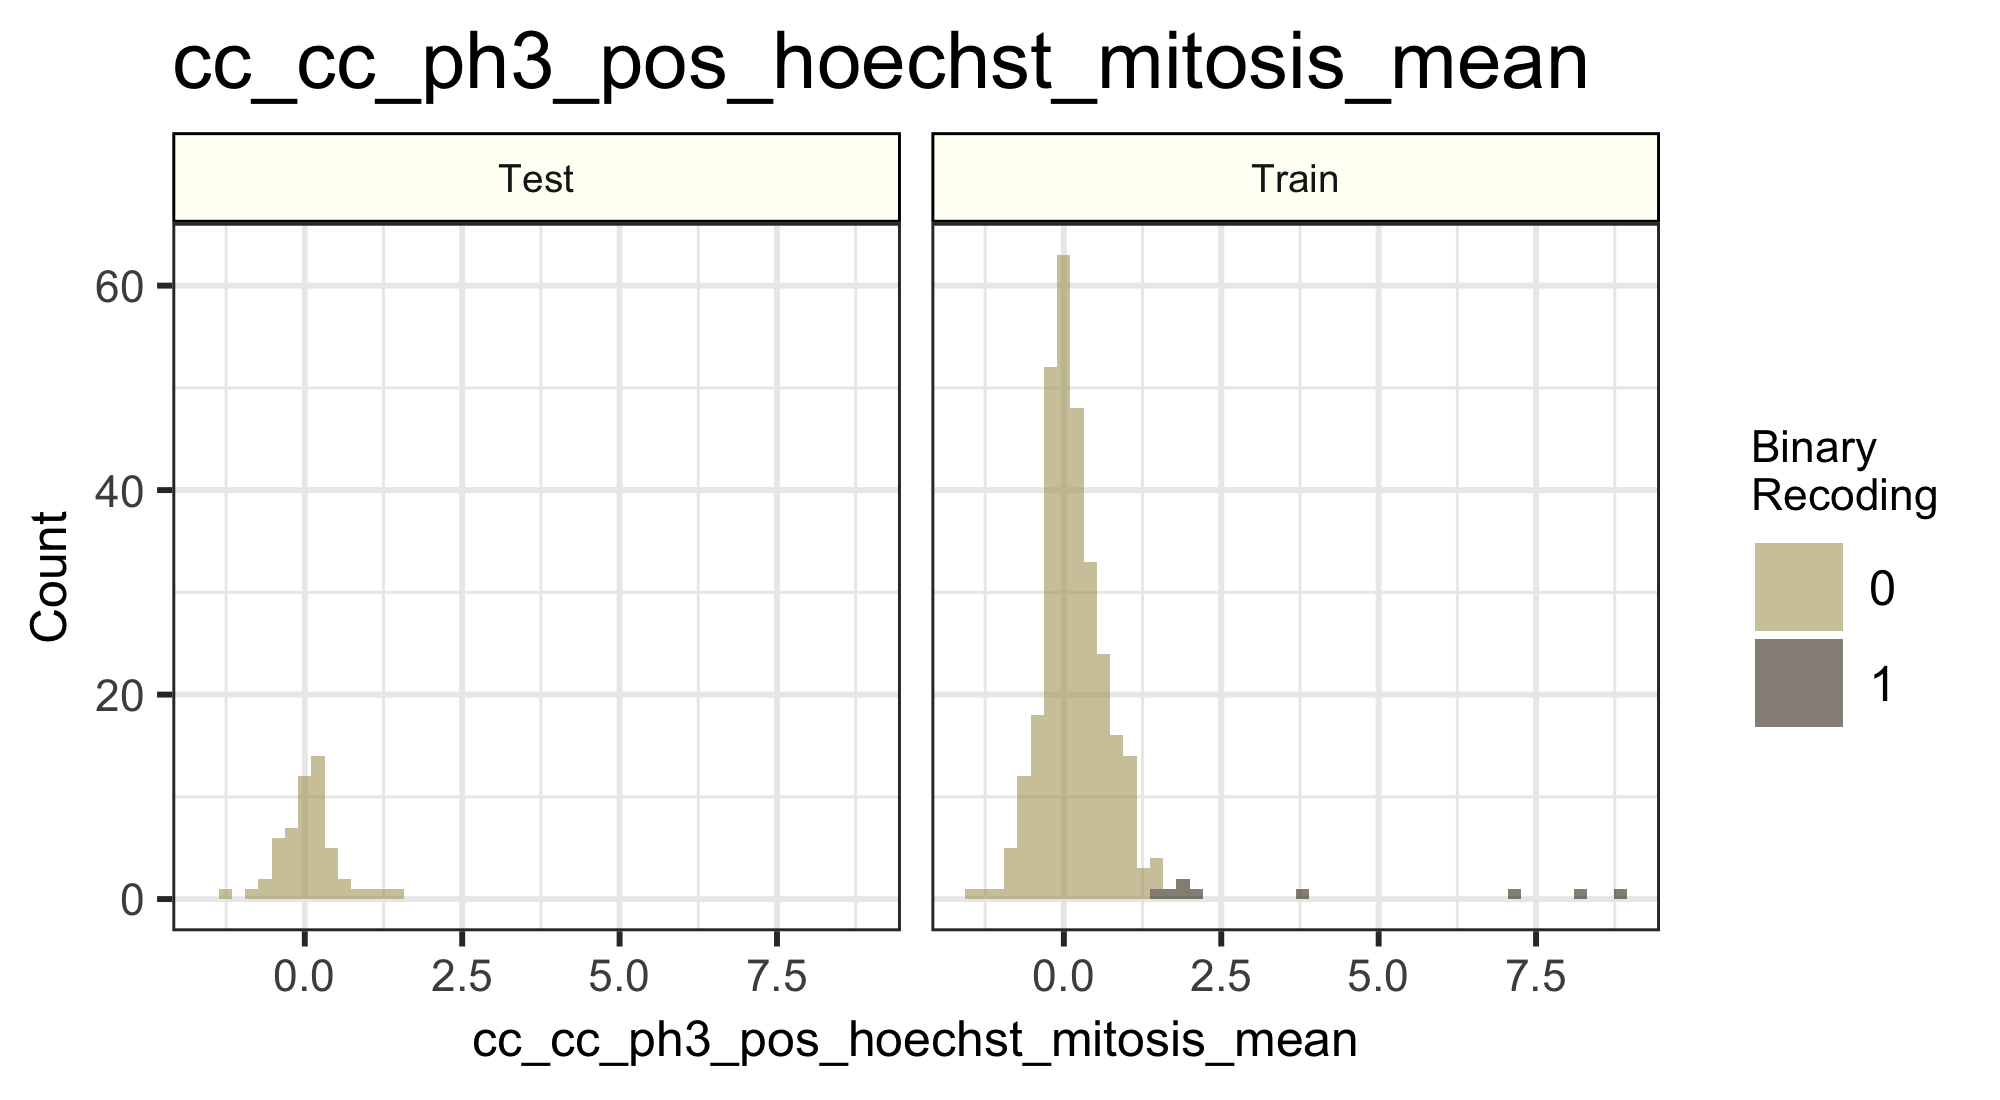 cc_cc_ph3_pos_hoechst_mitosis_mean
Test
Train
60
40
20
0
Count
0.0 2.5 5.0 7.5
0.0 2.5 5.0 7.5
cc_cc_ph3_pos_hoechst_mitosis_mean
Binary
Recoding
0
1